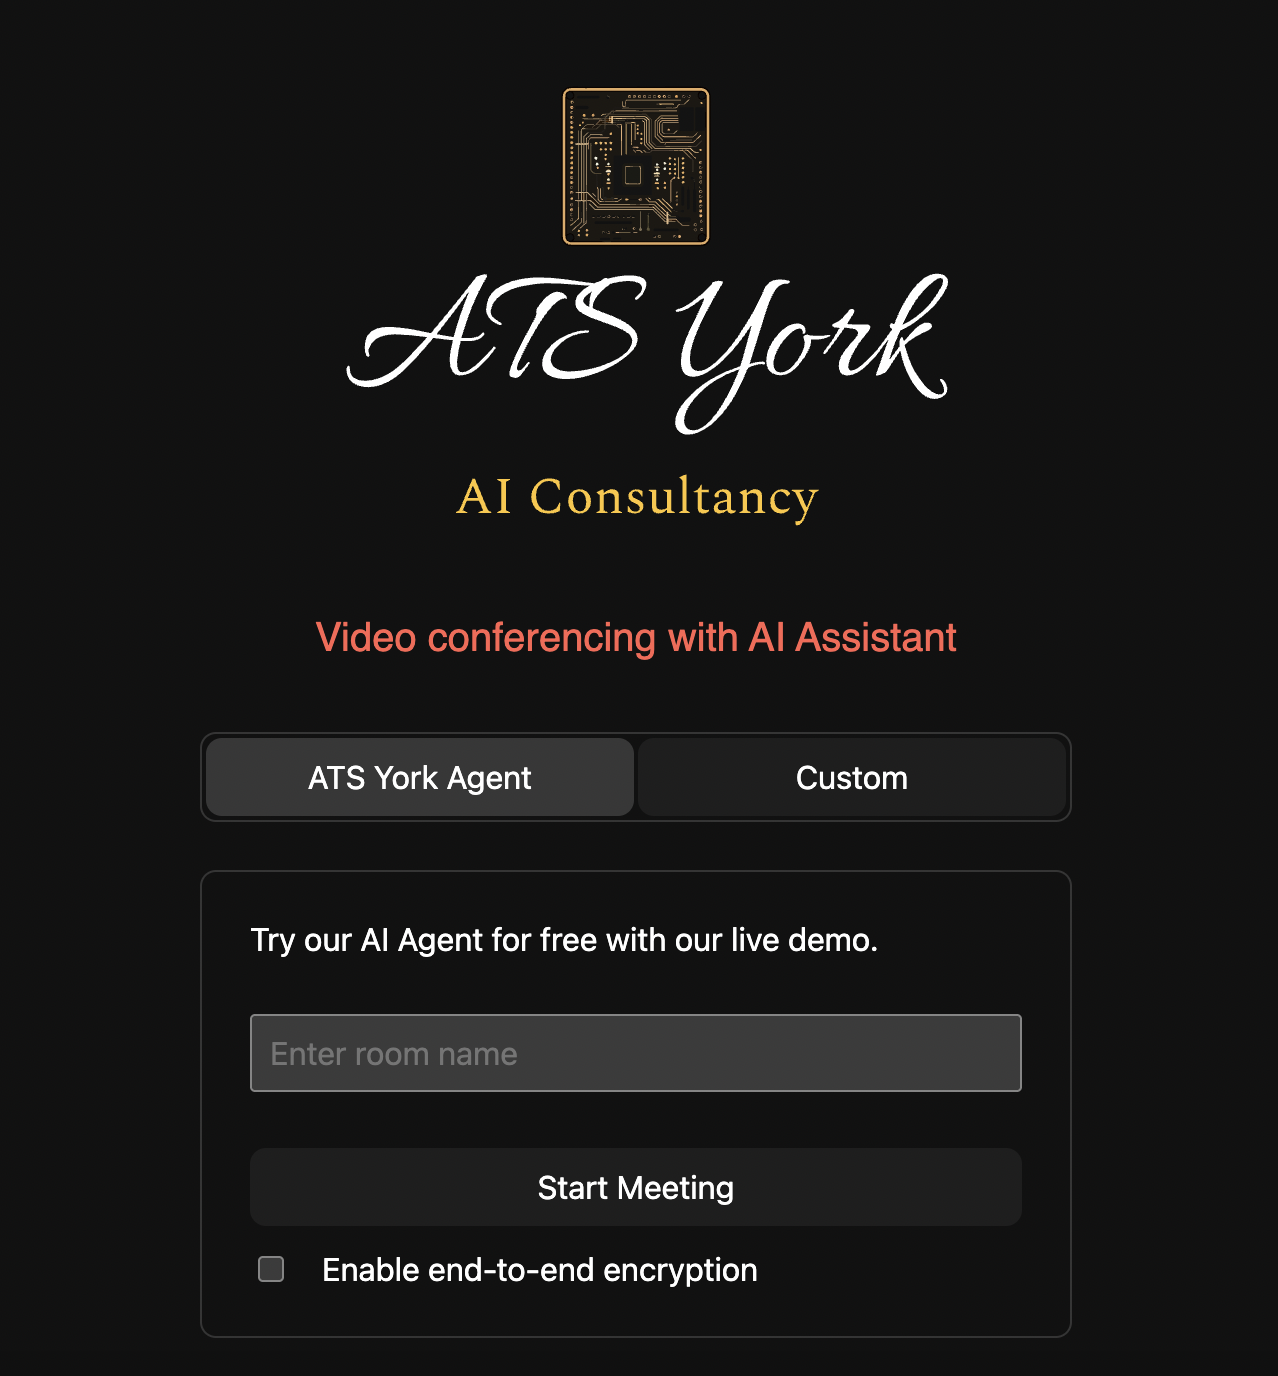 ATS York
AI Consultancy
Video conferencing with AI Assistant
ATS York Agent
Custom
Try our AI Agent for free with our live demo.
Enter room name
Start Meeting
Enable end-to-end encryption